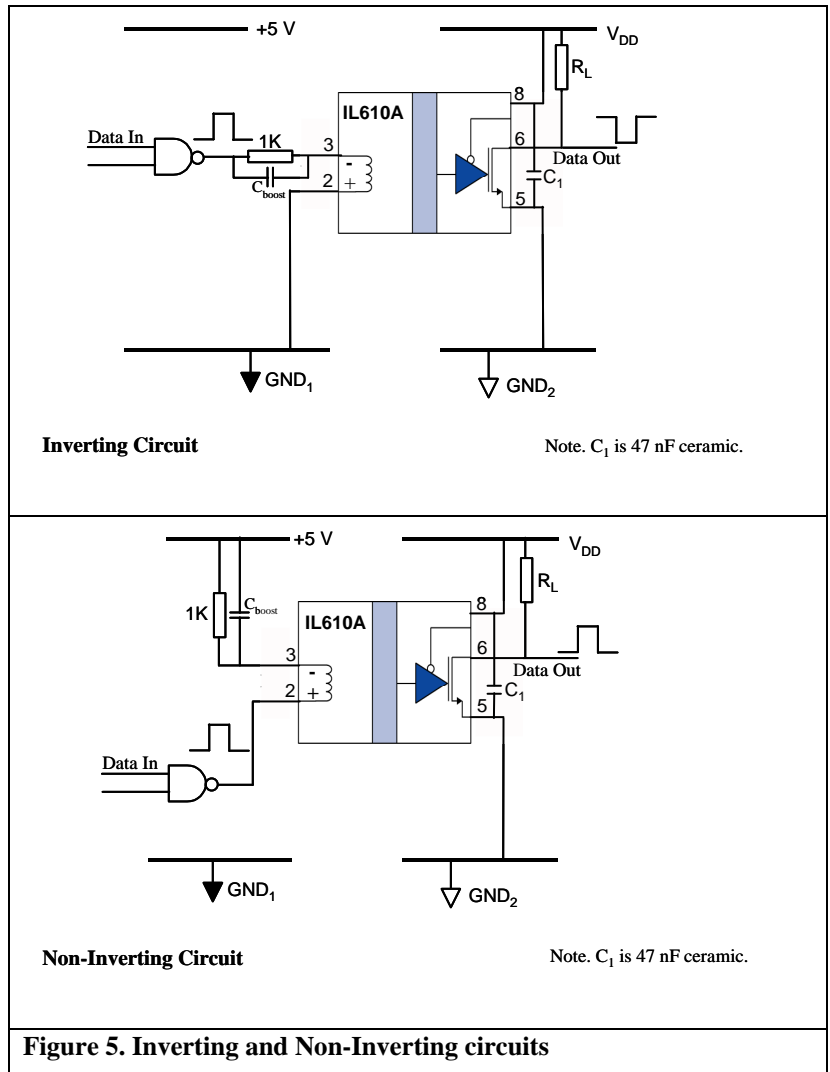 +5 V
V_DD
R_L
IL610A
8
Data In
1K
3
6
-
Data Out
C_boost
2
+
C_1
5
GND_1
GND_2
Inverting Circuit
Note. C_1 is 47 nF ceramic.
+5 V
V_DD
R_L
1K
C_boost
IL610A
8
3
6
-
Data Out
2
+
C_1
5
Data In
GND_1
GND_2
Non-Inverting Circuit
Note. C_1 is 47 nF ceramic.
Figure 5. Inverting and Non-Inverting circuits